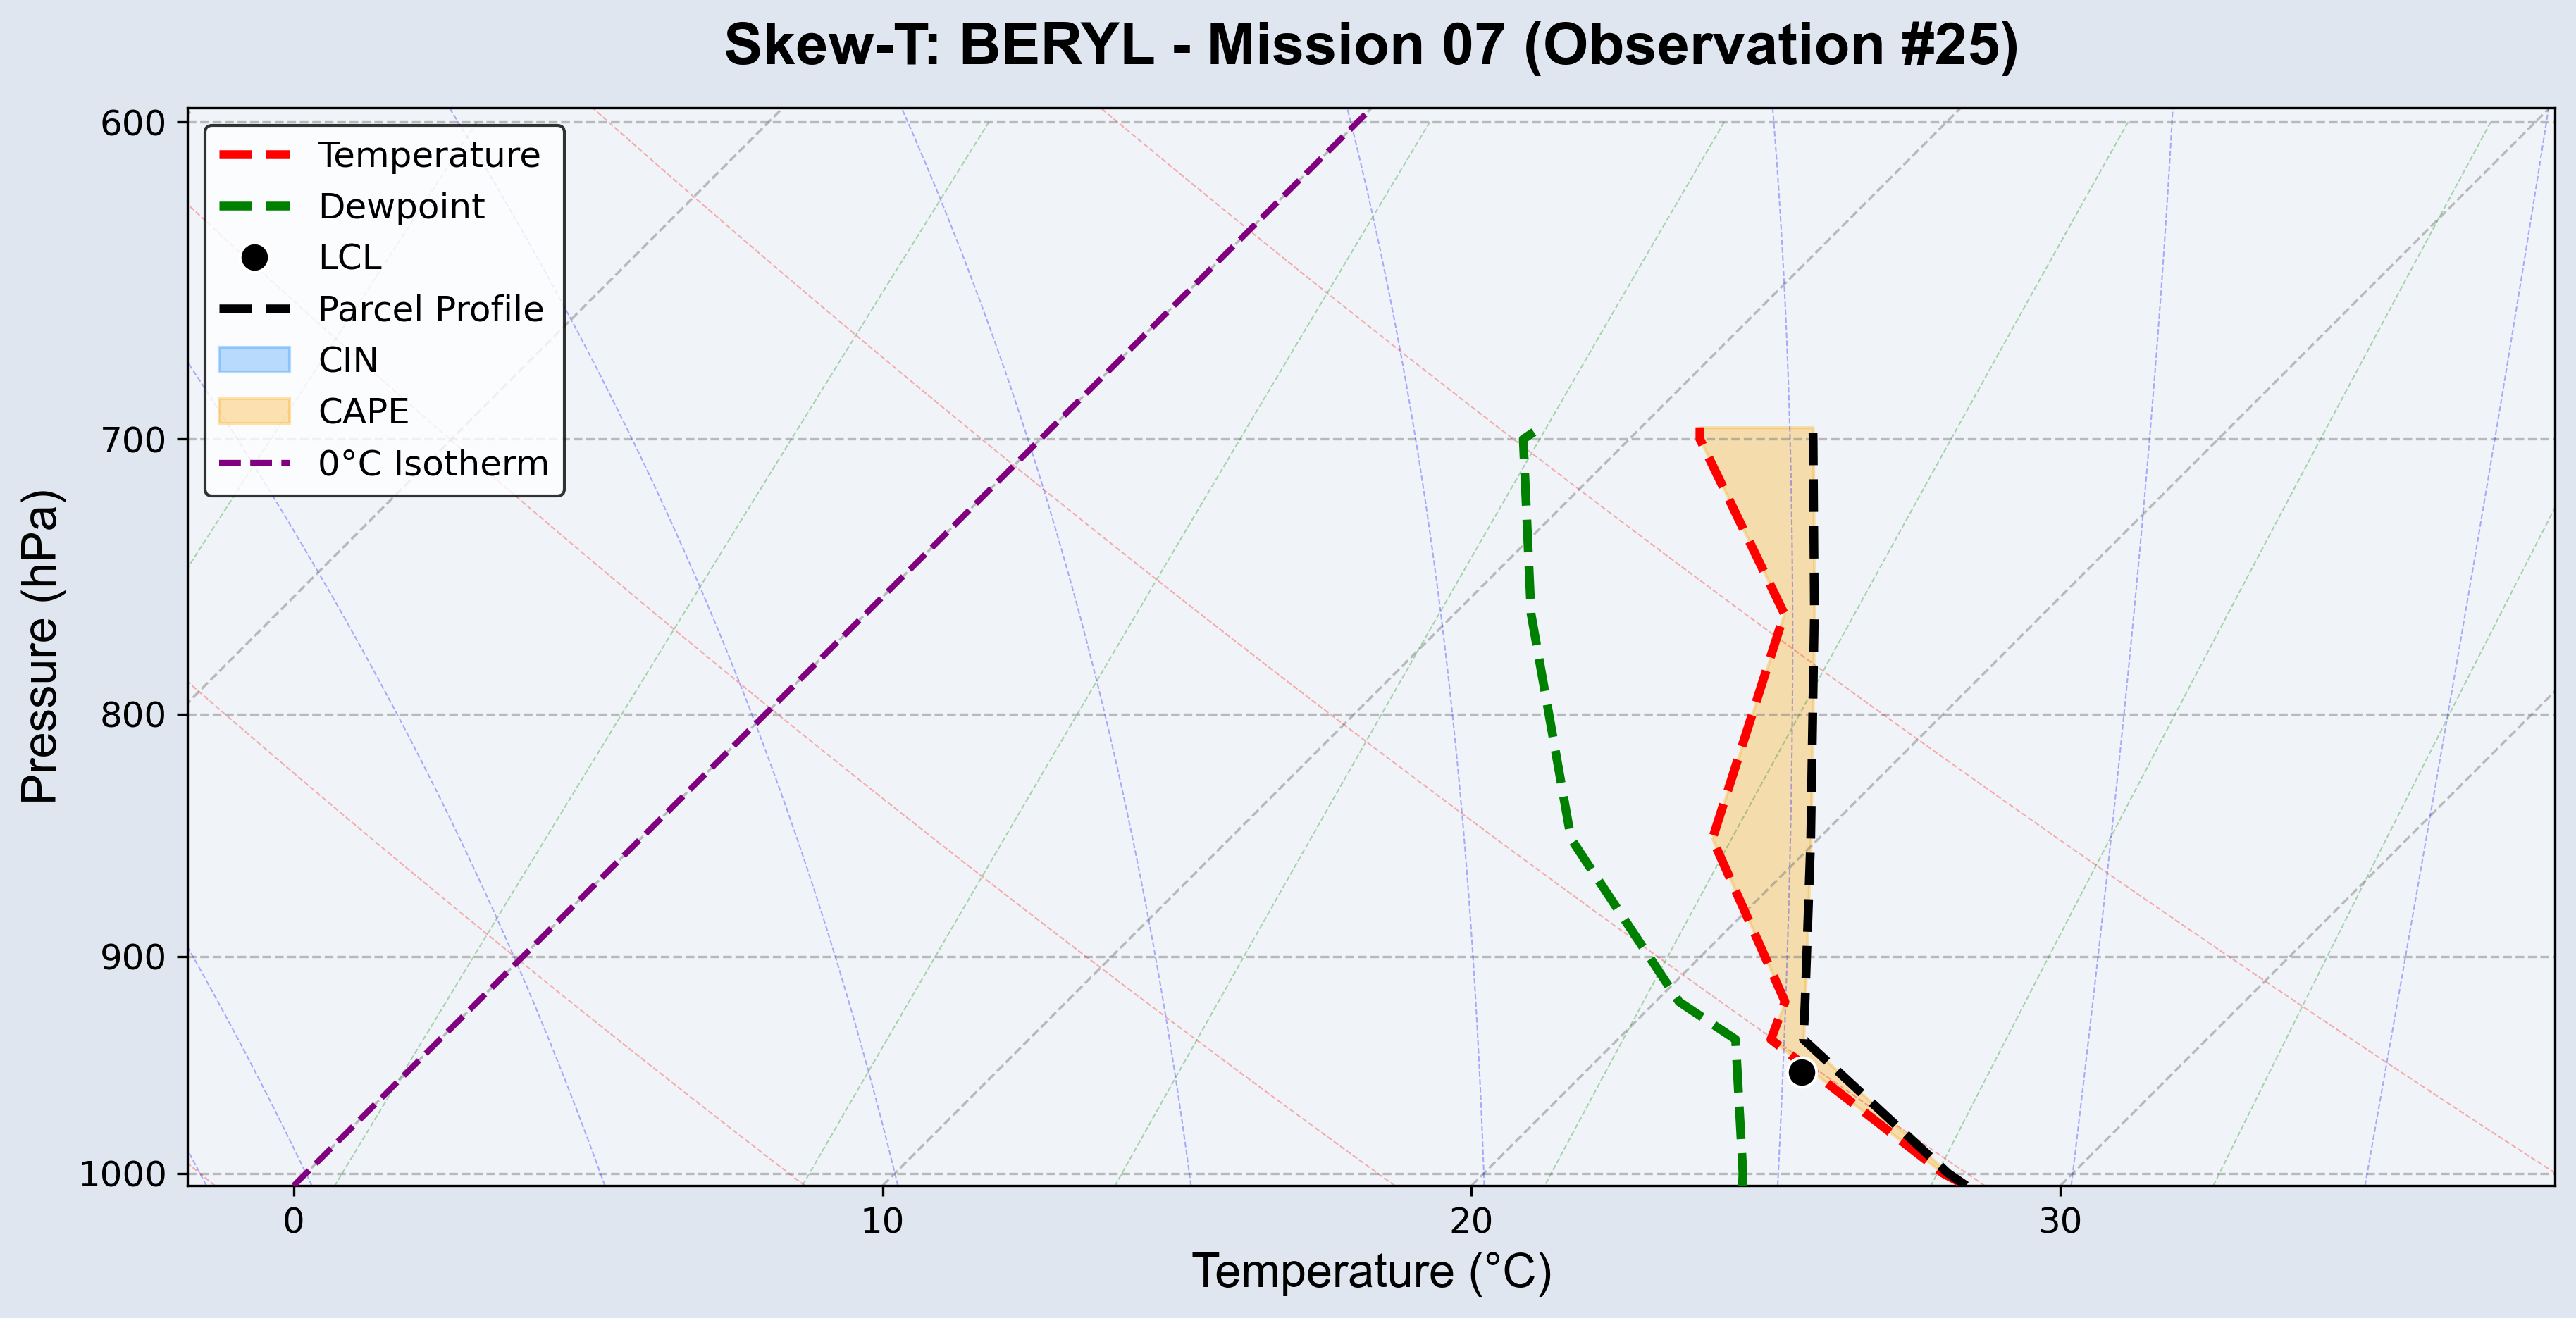 Skew-T: BERYL - Mission 07 (Observation #25)
600
700
800
900
1000
Pressure (hPa)
Temperature
Dewpoint
LCL
Parcel Profile
CIN
CAPE
0°C Isotherm
0 10 20 30
Temperature (°C)